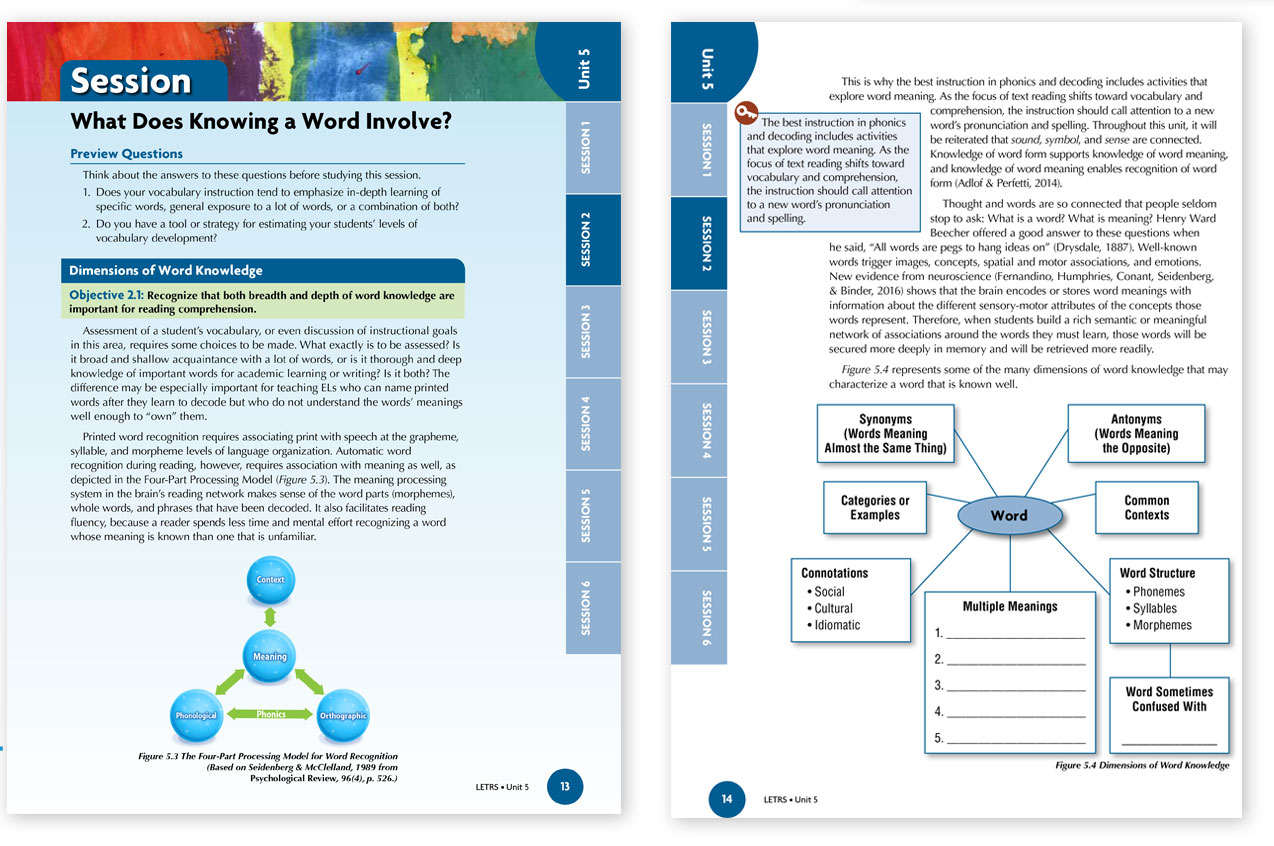 Session
Unit 5
What Does Knowing a Word Involve?
Preview Questions
Think about the answers to these questions before studying this session.
1. Does your vocabulary instruction tend to emphasize in-depth learning of
specific words, general exposure to a lot of words, or a combination of both?
2. Do you have a tool or strategy for estimating your students’ levels of
vocabulary development?
Dimensions of Word Knowledge
Objective 2.1: Recognize that both breadth and depth of word knowledge are
important for reading comprehension.
Assessment of a student’s vocabulary, or even discussion of instructional goals
in this area, requires some choices to be made. What exactly is to be assessed? Is
it broad and shallow acquaintance with a lot of words, or is it thorough and deep
knowledge of important words for academic learning or writing? Is it both? The
difference may be especially important for teaching ELs who can name printed
words after they learn to decode but who do not understand the words’ meanings
well enough to “own” them.
Printed word recognition requires associating print with speech at the grapheme,
syllable, and morpheme levels of language organization. Automatic word
recognition during reading, however, requires association with meaning as well, as
depicted in the Four-Part Processing Model (Figure 5.3). The meaning processing
system in the brain’s reading network makes sense of the word parts (morphemes),
whole words, and phrases that have been decoded. It also facilitates reading
fluency, because a reader spends less time and mental effort recognizing a word
whose meaning is known than one that is unfamiliar.
Context
Meaning
Phonological
Phonics
Orthographic
Figure 5.3 The Four-Part Processing Model for Word Recognition
(Based on Seidenberg & McClelland, 1989 from
Psychological Review, 96(4), p. 526.)
LETRS • Unit 5
13
SESSION 1
SESSION 2
SESSION 3
SESSION 4
SESSION 5
SESSION 6
Unit 5
SESSION 1
SESSION 2
SESSION 3
SESSION 4
SESSION 5
SESSION 6
This is why the best instruction in phonics and decoding includes activities that
explore word meaning. As the focus of text reading shifts toward vocabulary and
comprehension, the instruction should call attention to a new
word’s pronunciation and spelling. Throughout this unit, it will
be reiterated that sound, symbol, and sense are connected.
Knowledge of word form supports knowledge of word meaning,
and knowledge of word meaning enables recognition of word
form (Adlof & Perfetti, 2014).
The best instruction in phonics
and decoding includes activities
that explore word meaning. As the
focus of text reading shifts toward
vocabulary and comprehension,
the instruction should call attention
to a new word’s pronunciation
and spelling.
Thought and words are so connected that people seldom
stop to ask: What is a word? What is meaning? Henry Ward
Beecher offered a good answer to these questions when
he said, “All words are pegs to hang ideas on” (Drysdale, 1887). Well-known
words trigger images, concepts, spatial and motor associations, and emotions.
New evidence from neuroscience (Fernandino, Humphries, Conant, Seidenberg,
& Binder, 2016) shows that the brain encodes or stores word meanings with
information about the different sensory-motor attributes of the concepts those
words represent. Therefore, when students build a rich semantic or meaningful
network of associations around the words they must learn, those words will be
secured more deeply in memory and will be retrieved more readily.
Figure 5.4 represents some of the many dimensions of word knowledge that may
characterize a word that is known well.
Synonyms
(Words Meaning
Almost the Same Thing)
Antonyms
(Words Meaning
the Opposite)
Categories or
Examples
Word
Common
Contexts
Connotations
• Social
• Cultural
• Idiomatic
Multiple Meanings
1.
2.
3.
4.
5.
Word Structure
• Phonemes
• Syllables
• Morphemes
Word Sometimes
Confused With
Figure 5.4 Dimensions of Word Knowledge
14
LETRS • Unit 5